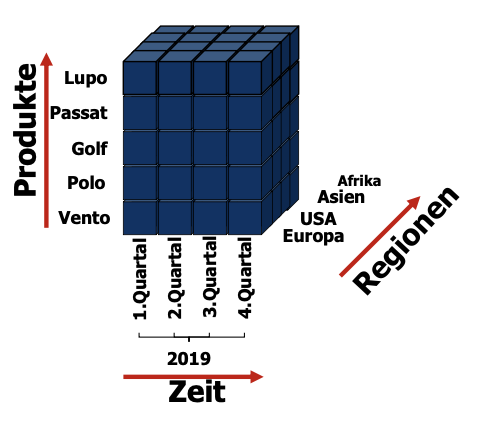 Produkte
Lupo
Passat
Golf
Polo
Vento
Afrika
Asien
USA
Europa
Regionen
1.Quartal
2.Quartal
3.Quartal
4.Quartal
2019
Zeit